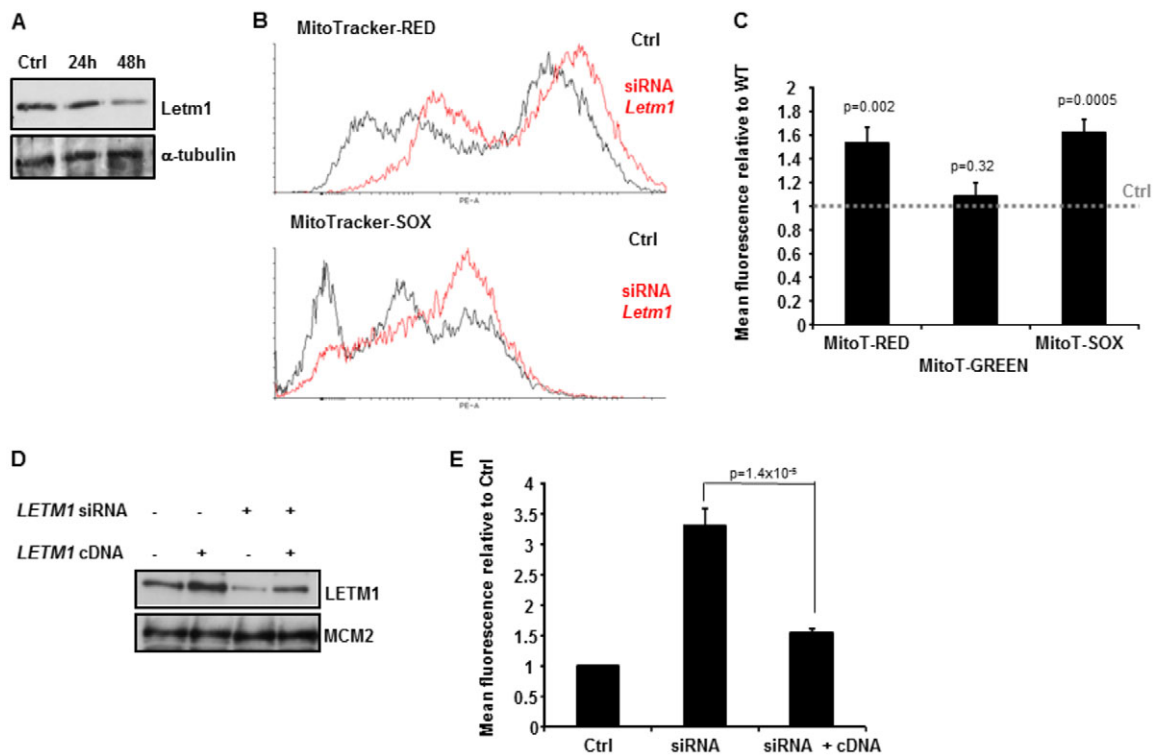 A
Ctrl 24h 48h
Letm1
α-tubulin
B
MitoTracker-RED
Ctrl
siRNA
Letm1
PE-A
MitoTracker-SOX
Ctrl
siRNA
Letm1
PE-A
C
Mean fluorescence relative to WT
2
1.8
1.6
1.4
1.2
1
0.8
0.6
0.4
0.2
0
p=0.002
p=0.32
p=0.0005
Ctrl
MitoT-RED
MitoT-GREEN
MitoT-SOX
D
LETM1 siRNA - - + +
LETM1 cDNA - + - +
LETM1
MCM2
E
Mean fluorescence relative to Ctrl
4
3.5
3
2.5
2
1.5
1
0.5
0
p=1.4x10⁻⁵
Ctrl siRNA siRNA + cDNA